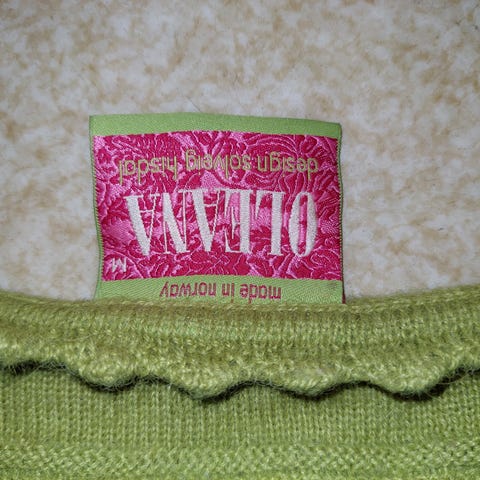 design solveig hisdal
OLEANA
M
made in norway